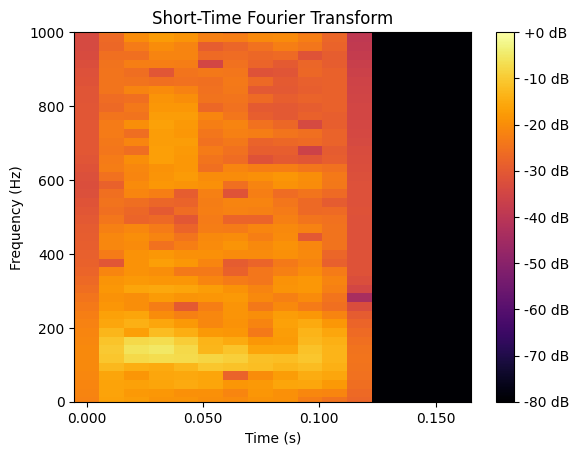 Short-Time Fourier Transform
Frequency (Hz)
1000
800
600
400
200
0
0.000
0.050
0.100
0.150
Time (s)
+0 dB
-10 dB
-20 dB
-30 dB
-40 dB
-50 dB
-60 dB
-70 dB
-80 dB